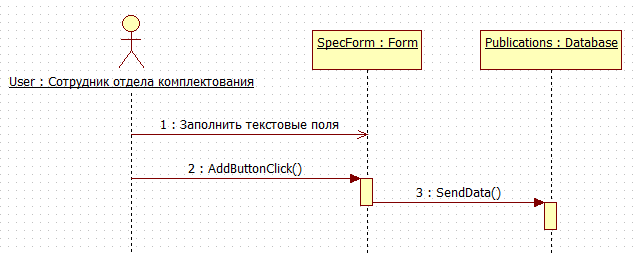 SpecForm : Form
Publications : Database
User : Сотрудник отдела комплектования
1 : Заполнить текстовые поля
2 : AddButtonClick()
3 : SendData()